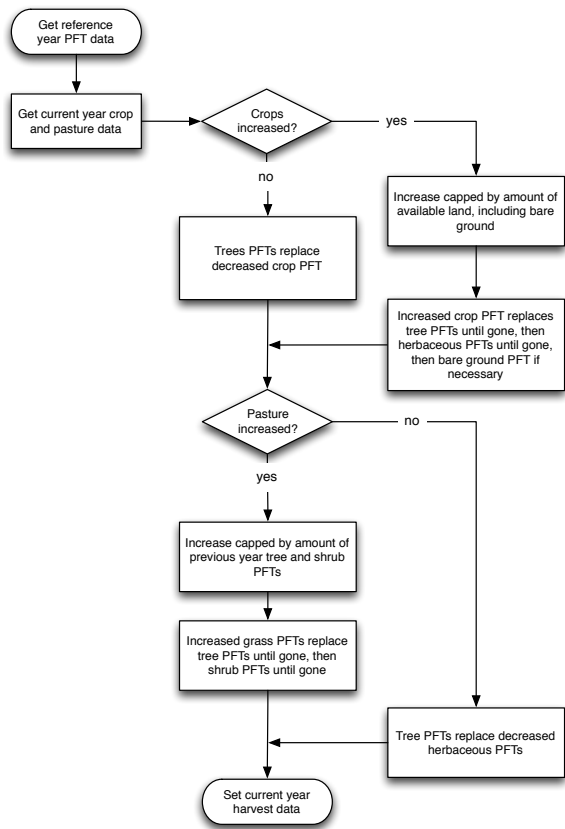 Get reference
year PFT data
Get current year crop
and pasture data
Crops
increased?
yes
no
Increase capped by amount of
available land, including bare
ground
Trees PFTs replace
decreased crop PFT
Increased crop PFT replaces
tree PFTs until gone, then
herbaceous PFTs until gone,
then bare ground PFT if
necessary
Pasture
increased?
no
yes
Increase capped by amount of
previous year tree and shrub
PFTs
Increased grass PFTs replace
tree PFTs until gone, then
shrub PFTs until gone
Tree PFTs replace decreased
herbaceous PFTs
Set current year
harvest data